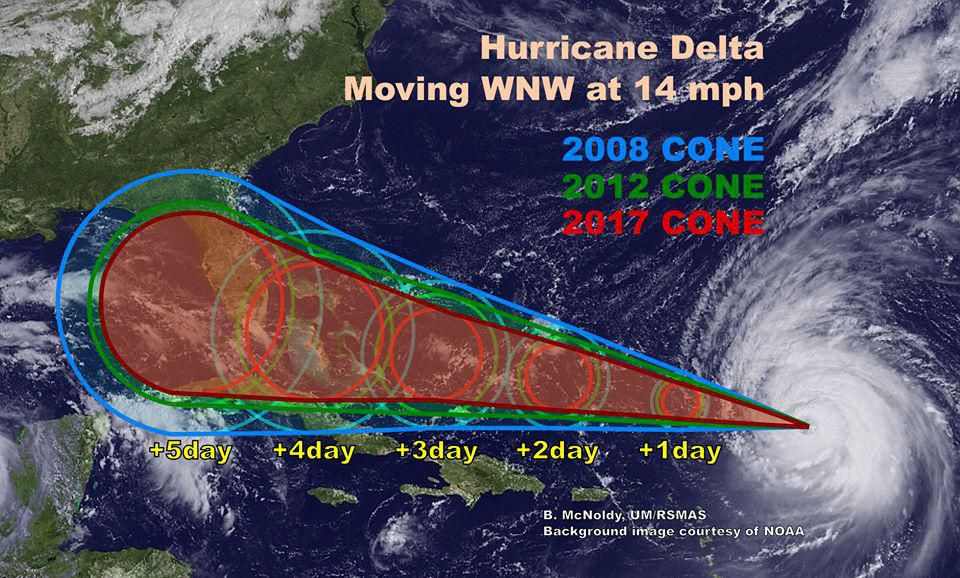 Hurricane Delta
Moving WNW at 14 mph
2008 CONE
2012 CONE
2017 CONE
+5day +4day +3day +2day +1day
B. McNoldy, UM/RSMAS
Background image courtesy of NOAA